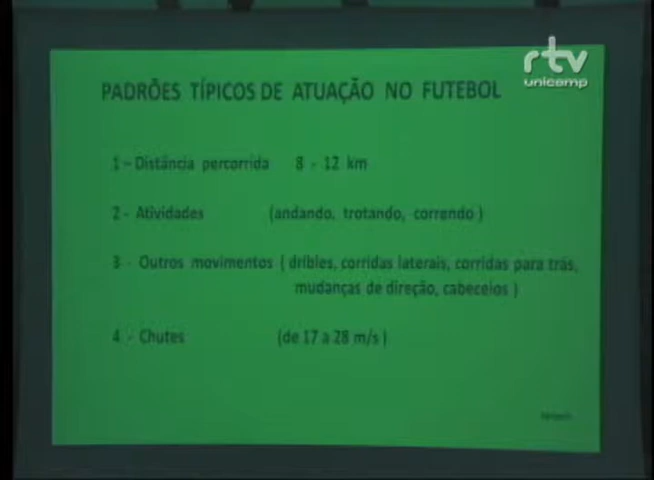 rtv
unicamp
PADRÕES TÍPICOS DE ATUAÇÃO NO FUTEBOL
1 - Distância percorrida 8 - 12 km
2 - Atividades (andando, trotando, correndo)
3 - Outros movimentos ( dribles, corridas laterais, corridas para trás,
mudanças de direção, cabeceios )
4 - Chutes (de 17 a 28 m/s )